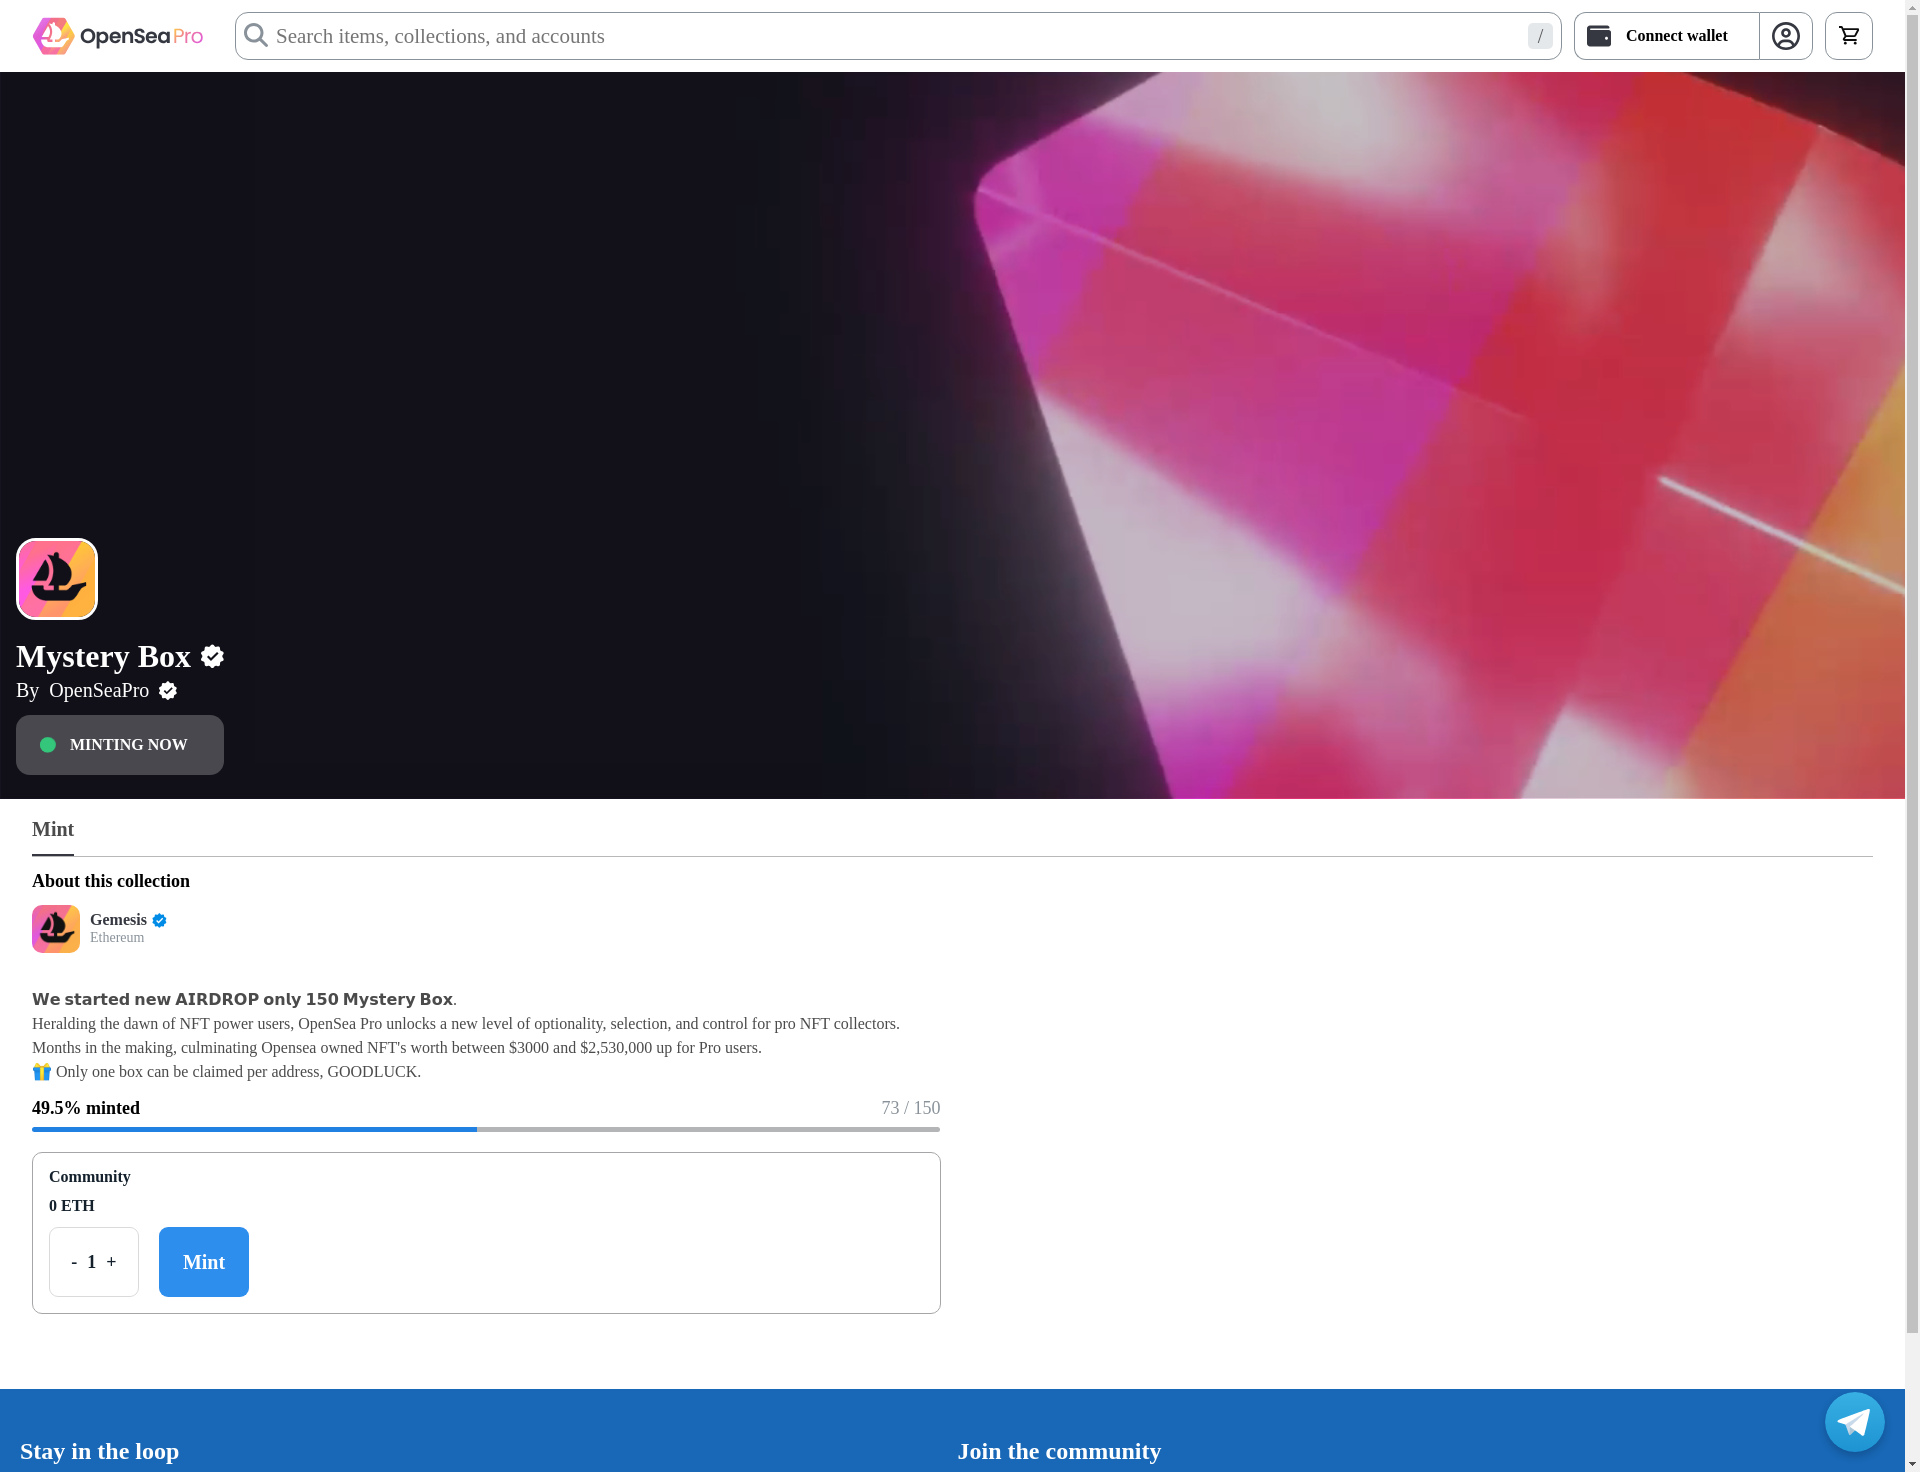 OpenSea Pro
Search items, collections, and accounts
/
Connect wallet
Mystery Box
By OpenSeaPro
MINTING NOW
Mint
About this collection
Gemesis
Ethereum
We started new AIRDROP only 150 Mystery Box.
Heralding the dawn of NFT power users, OpenSea Pro unlocks a new level of optionality, selection, and control for pro NFT collectors.
Months in the making, culminating Opensea owned NFT's worth between $3000 and $2,530,000 up for Pro users.
🎁 Only one box can be claimed per address, GOODLUCK.
49.5% minted
73 / 150
Community
0 ETH
- 1 +
Mint
Stay in the loop
Join the community